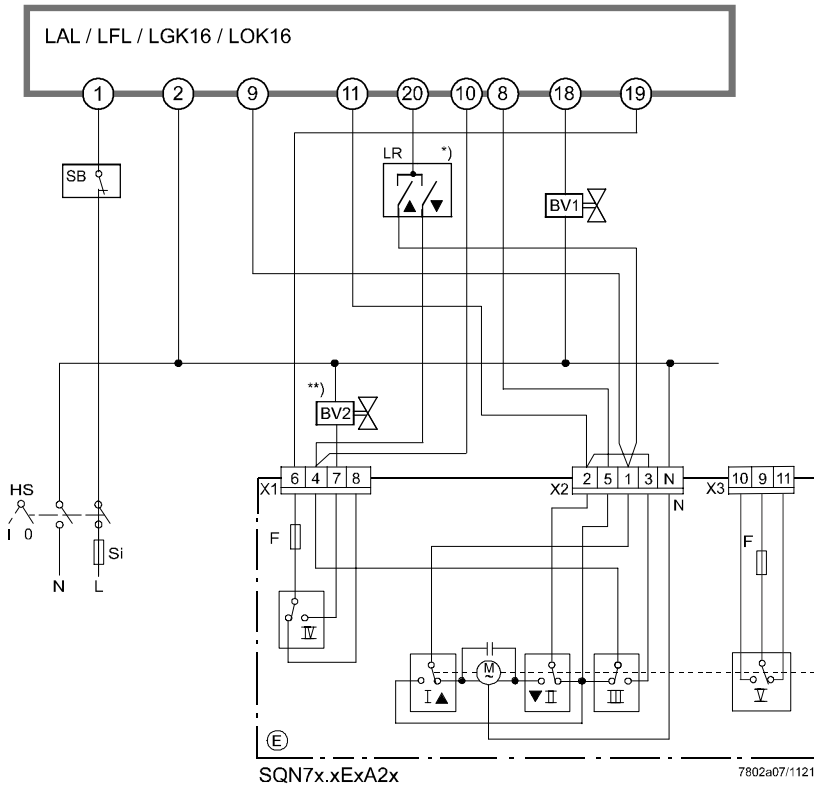 LAL / LFL / LGK16 / LOK16
1 2 9 11 20 10 8 18 19
LR *)
SB
BV1
**)
BV2
HS
I 0
Si
N L
X1 6 4 7 8
X2 2 5 1 3 N
X3 10 9 11
N
F
F
IV
M
~
I ▲
▼ II
III
V
E
SQN7x.xExA2x
7802a07/1121